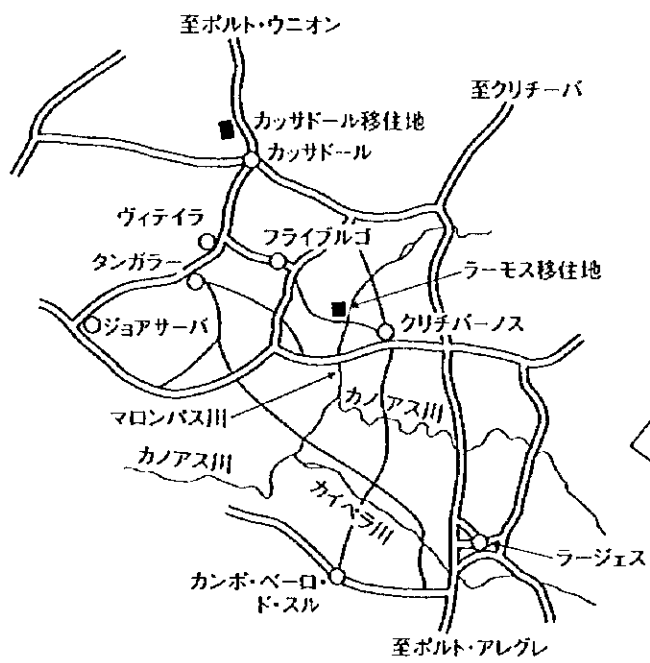 至ポルト・ウニオン
至クリチーバ
カッサドール移住地
カッサドール
ヴィテイラ
フライブルゴ
タンガラー
ラーモス移住地
ジョアサーバ
クリチバーノス
マロンバス川
カノアス川
カノアス川
カイベラ川
ラージェス
カンポ・ベーロ・
ド・スル
至ポルト・アレグレ